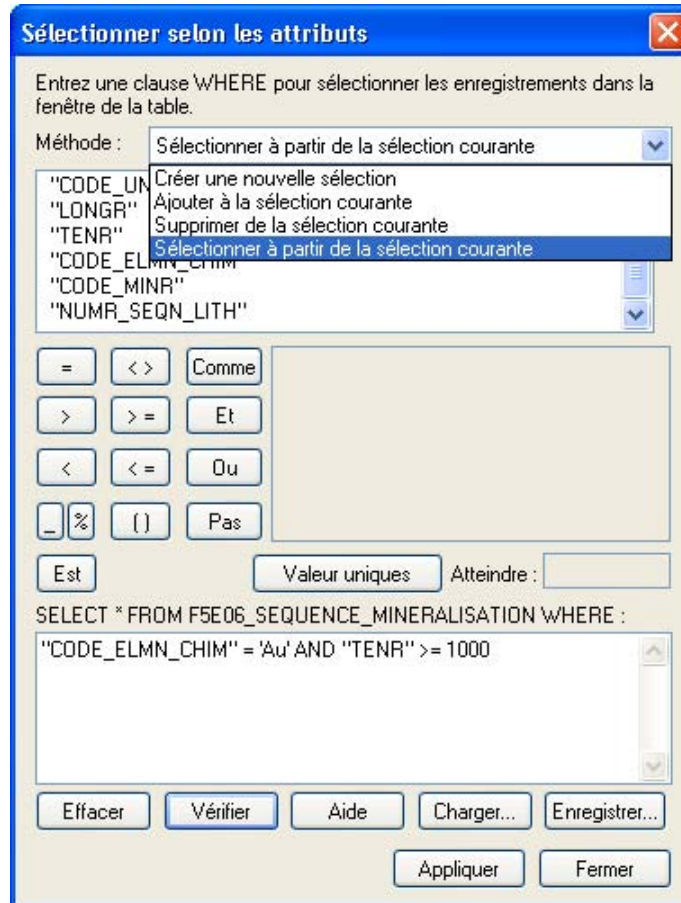 Sélectionner selon les attributs
Entrez une clause WHERE pour sélectionner les enregistrements dans la
fenêtre de la table.
Méthode : Sélectionner à partir de la sélection courante
Créer une nouvelle sélection
Ajouter à la sélection courante
Supprimer de la sélection courante
Sélectionner à partir de la sélection courante
"CODE_UN
"LONGR"
"TENR"
"CODE_ELMN_CHIM
"CODE_MINR"
"NUMR_SEQN_LITH"
= < > Comme
> > = Et
< < = Ou
_ % ( ) Pas
Est Valeur uniques Atteindre :
SELECT * FROM F5E06_SEQUENCE_MINERALISATION WHERE :
"CODE_ELMN_CHIM" = 'Au' AND "TENR" >= 1000
Effacer Vérifier Aide Charger... Enregistrer...
Appliquer Fermer